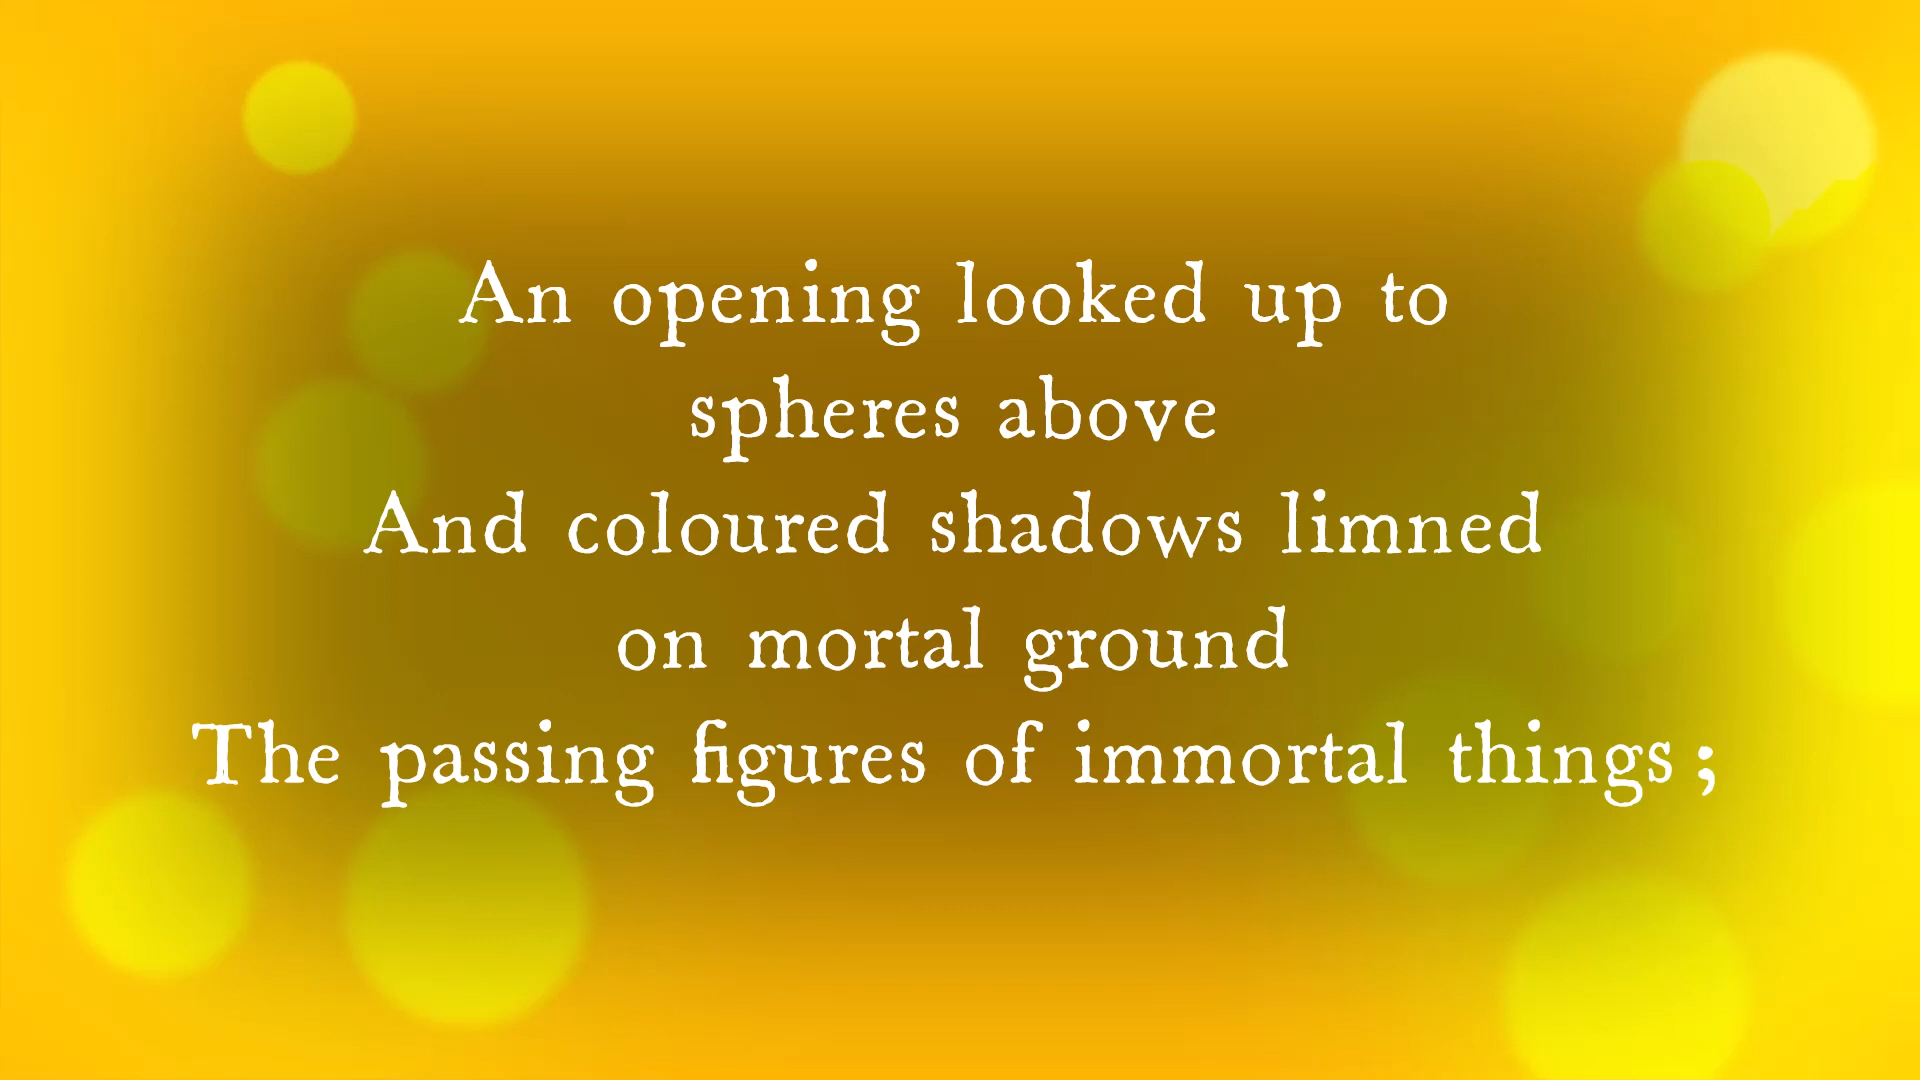 An opening looked up to
spheres above
And coloured shadows limned
on mortal ground
The passing figures of immortal things;